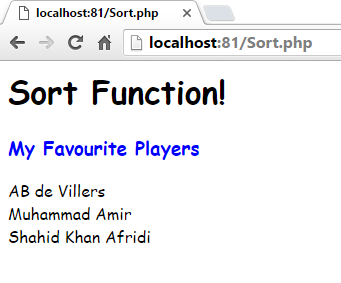 localhost:81/Sort.php
localhost:81/Sort.php
Sort Function!
My Favourite Players
AB de Villers
Muhammad Amir
Shahid Khan Afridi